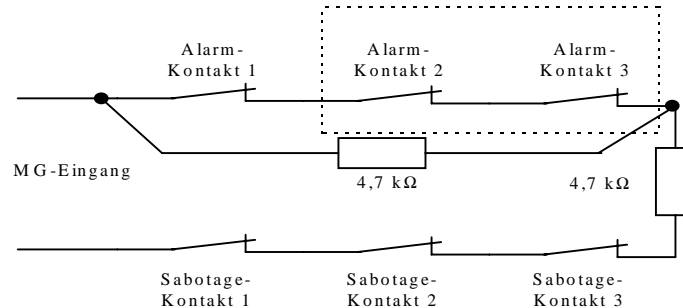 Alarm-
Kontakt 1
Alarm-
Kontakt 2
Alarm-
Kontakt 3
MG-Eingang
4,7 kΩ
4,7 kΩ
Sabotage-
Kontakt 1
Sabotage-
Kontakt 2
Sabotage-
Kontakt 3